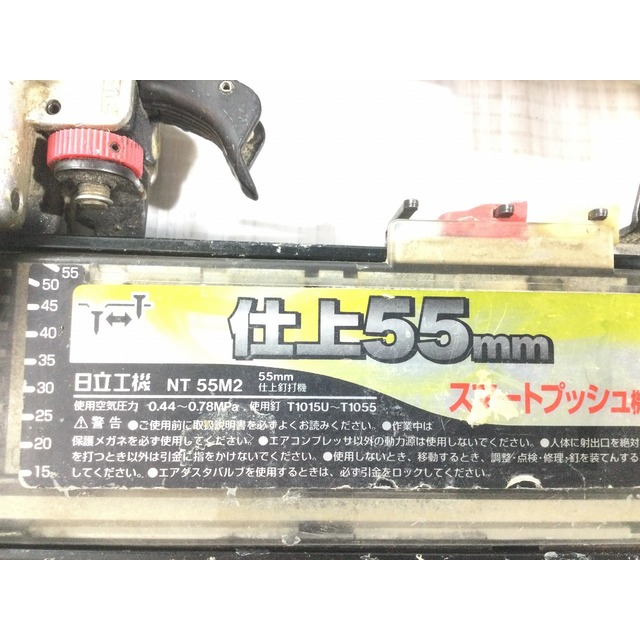 55
50
45
40
35
30
25
20
15
仕上55mm
日立工機 NT 55M2 55mm
仕上釘打機
スマートプッシュ機
使用空気圧力 0.44〜0.78MPa 使用釘 T1015U〜T1055
⚠警告 ●ご使用前に取扱説明書を必ずよくお読みください。●作業中は
保護メガネを必ず使用してください。●エアコンプレッサ以外の動力源は使用しないでください。●人体に射出口を絶対
を打つとき以外は引金に指をかけないでください。●使用しないとき、移動するとき、調整・点検・修理,釘を装てんする
してください。●エアダスタバルブを使用するときは、必ず引金をロックしてください。